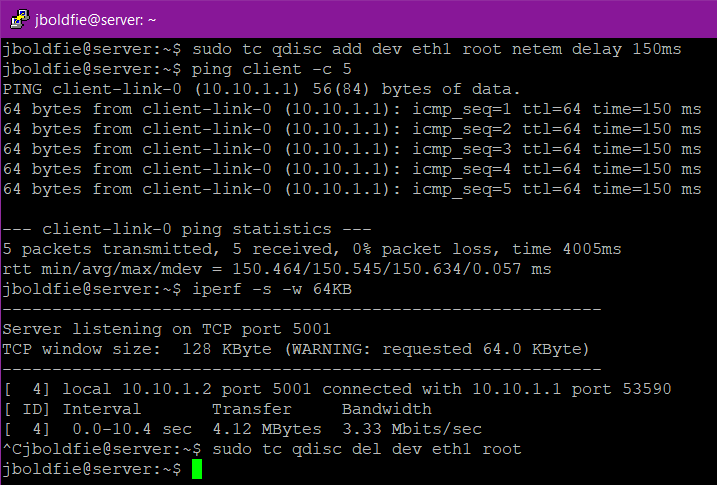 jboldfie@server: ~
jboldfie@server:~$ sudo tc qdisc add dev eth1 root netem delay 150ms
jboldfie@server:~$ ping client -c 5
PING client-link-0 (10.10.1.1) 56(84) bytes of data.
64 bytes from client-link-0 (10.10.1.1): icmp_seq=1 ttl=64 time=150 ms
64 bytes from client-link-0 (10.10.1.1): icmp_seq=2 ttl=64 time=150 ms
64 bytes from client-link-0 (10.10.1.1): icmp_seq=3 ttl=64 time=150 ms
64 bytes from client-link-0 (10.10.1.1): icmp_seq=4 ttl=64 time=150 ms
64 bytes from client-link-0 (10.10.1.1): icmp_seq=5 ttl=64 time=150 ms
--- client-link-0 ping statistics ---
5 packets transmitted, 5 received, 0% packet loss, time 4005ms
rtt min/avg/max/mdev = 150.464/150.545/150.634/0.057 ms
jboldfie@server:~$ iperf -s -w 64KB
------------------------------------------------------------
Server listening on TCP port 5001
TCP window size:  128 KByte (WARNING: requested 64.0 KByte)
------------------------------------------------------------
[  4] local 10.10.1.2 port 5001 connected with 10.10.1.1 port 53590
[ ID] Interval       Transfer     Bandwidth
[  4]  0.0-10.4 sec  4.12 MBytes  3.33 Mbits/sec
^Cjboldfie@server:~$ sudo tc qdisc del dev eth1 root
jboldfie@server:~$